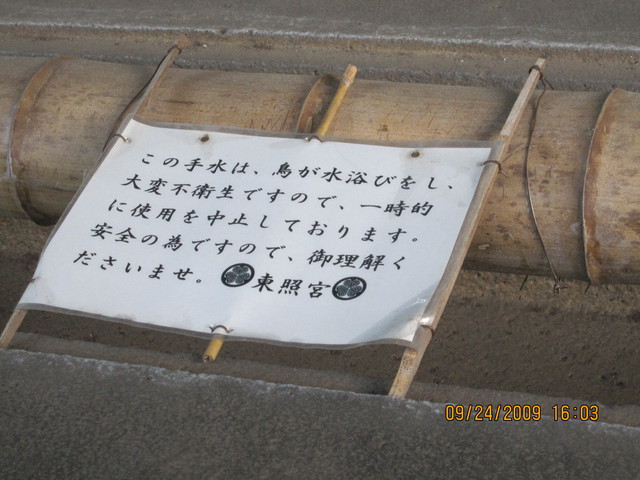 この手水は、鳥が水浴びをし、
大変不衛生ですので、一時的
に使用を中止しております。
安全の為ですので、御理解く
ださいませ。 東照宮
09/24/2009 16:03